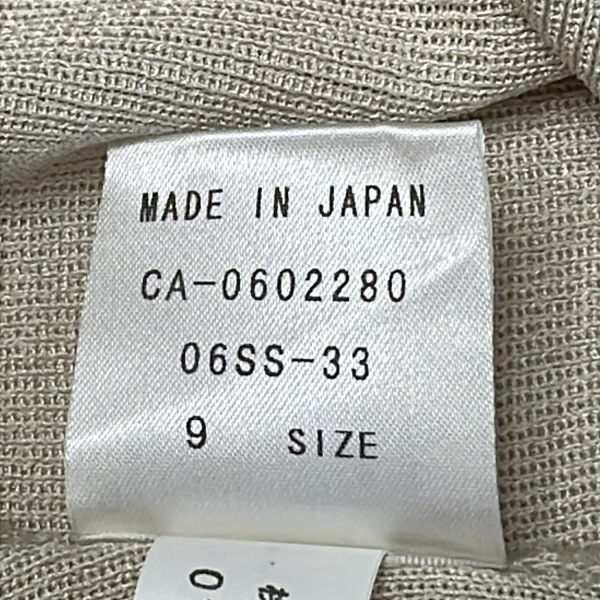 MADE IN JAPAN
CA-0602280
06SS-33
9 SIZE